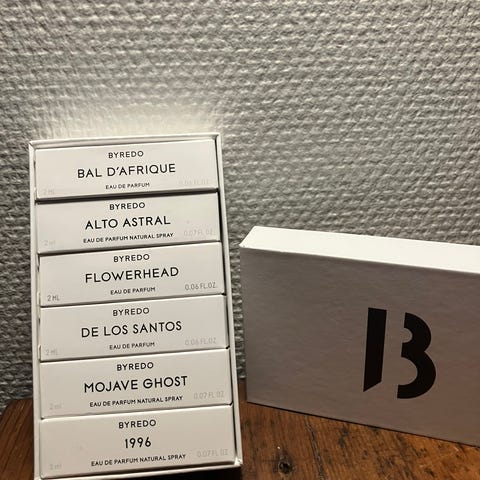 BYREDO
BAL D'AFRIQUE
EAU DE PARFUM
2 ML 0.06 FL.OZ.
BYREDO
ALTO ASTRAL
EAU DE PARFUM NATURAL SPRAY
2 ml 0.07 FL.OZ
BYREDO
FLOWERHEAD
EAU DE PARFUM
2 ML 0.06 FL.OZ.
BYREDO
DE LOS SANTOS
EAU DE PARFUM
2 ML 0.06 FL.OZ.
BYREDO
MOJAVE GHOST
EAU DE PARFUM NATURAL SPRAY
2 ml 0.07 FL.OZ
BYREDO
1996
EAU DE PARFUM NATURAL SPRAY
2 ml 0.07 FL.OZ
B